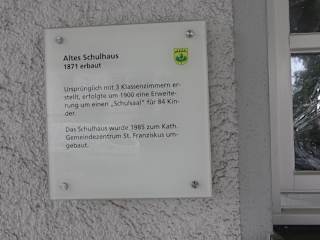 Altes Schulhaus
1871 erbaut
Ursprünglich mit 3 Klassenzimmern er-
stellt, erfolgte um 1900 eine Erweite-
rung um einen „Schulsaal" für 84 Kin-
der.
Das Schulhaus wurde 1985 zum Kath.
Gemeindezentrum St. Franziskus um-
gebaut.